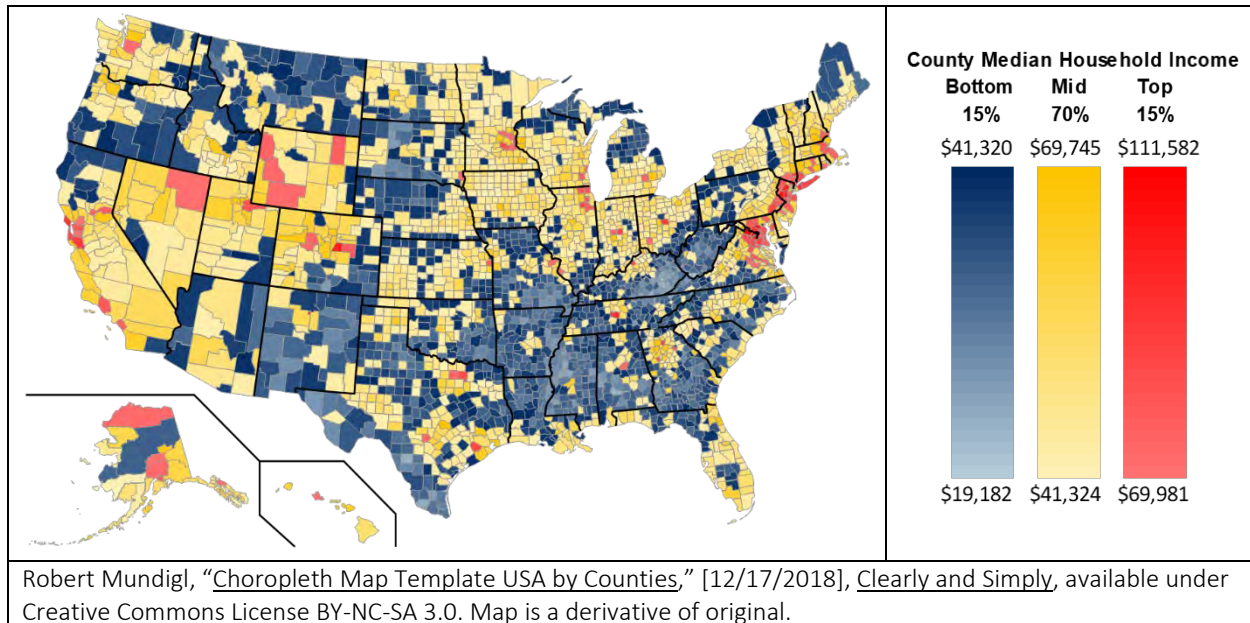 County Median Household Income
Bottom Mid Top
15% 70% 15%
$41,320 $69,745 $111,582
$19,182 $41,324 $69,981
Robert Mundigl, “Choropleth Map Template USA by Counties,” [12/17/2018], Clearly and Simply, available under
Creative Commons License BY-NC-SA 3.0. Map is a derivative of original.